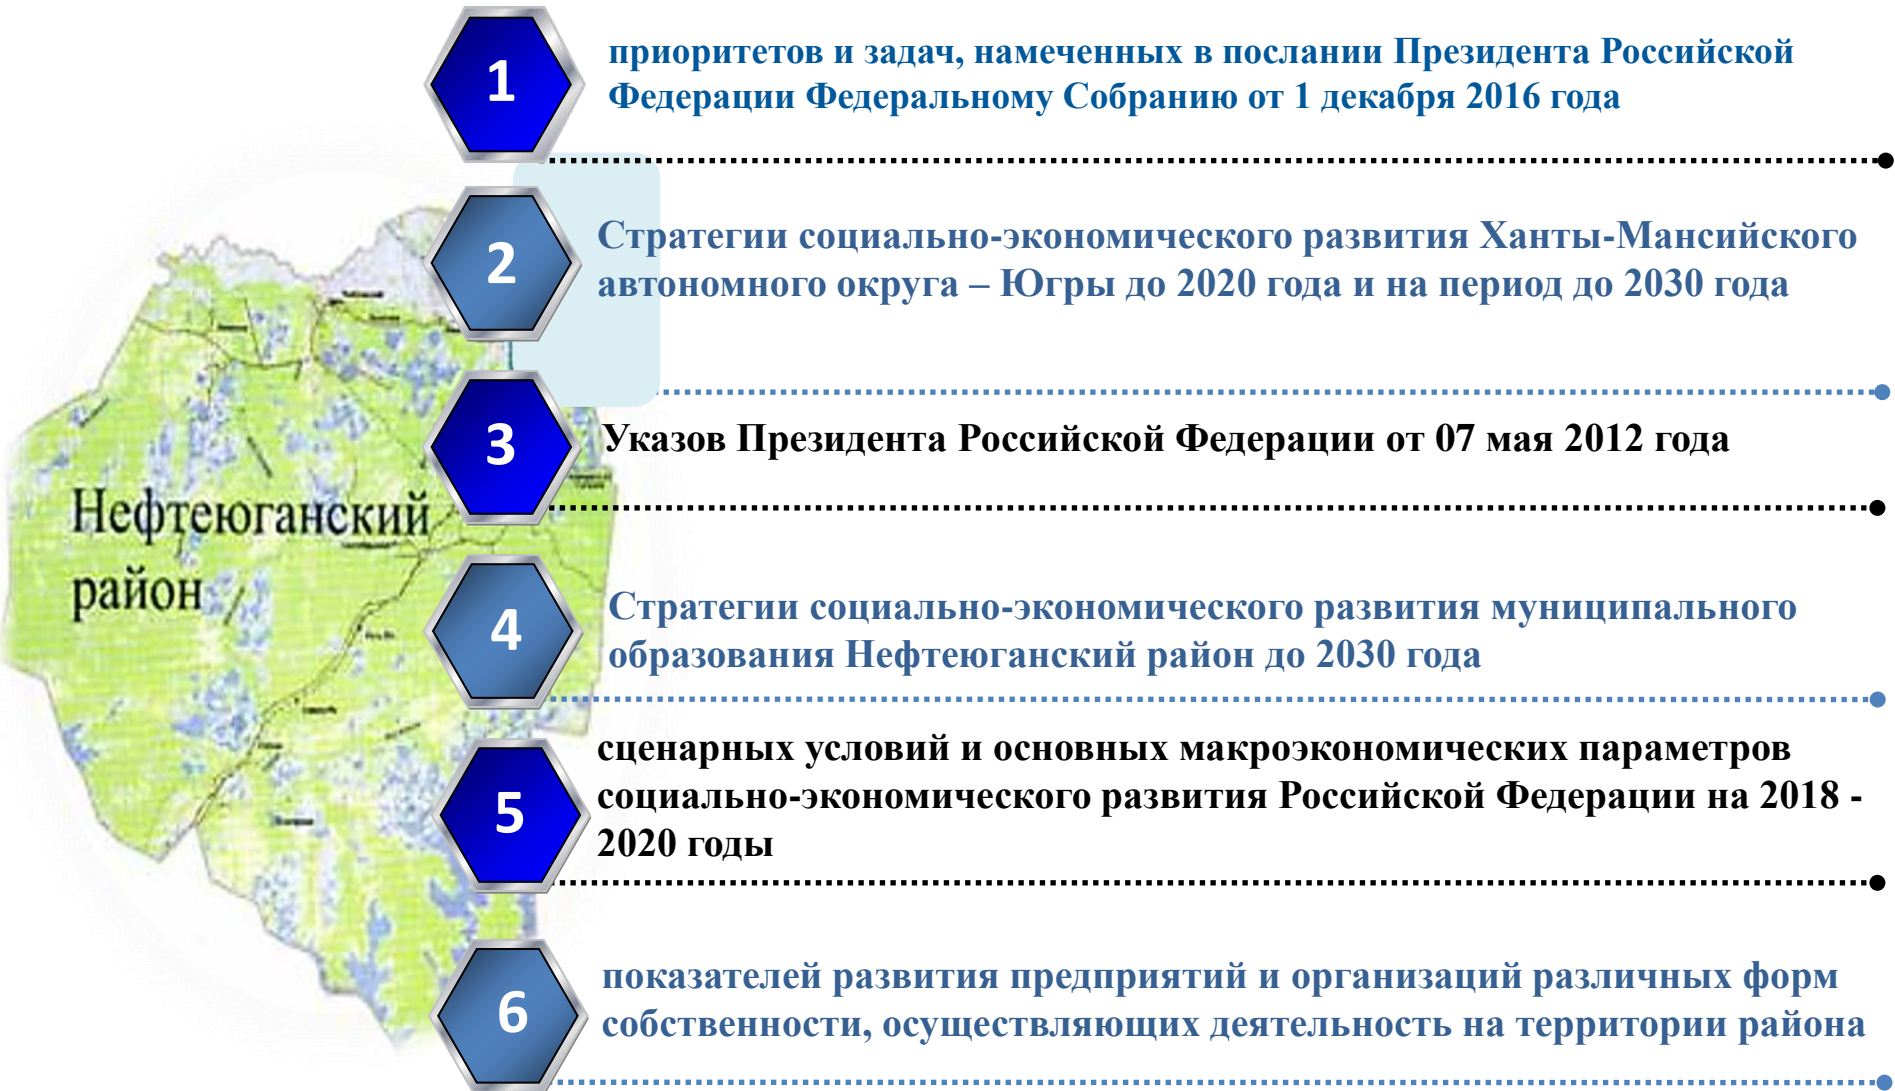 1
приоритетов и задач, намеченных в послании Президента Российской
Федерации Федеральному Собранию от 1 декабря 2016 года
2
Стратегии социально-экономического развития Ханты-Мансийского
автономного округа – Югры до 2020 года и на период до 2030 года
3
Указов Президента Российской Федерации от 07 мая 2012 года
Нефтеюганский
район
4
Стратегии социально-экономического развития муниципального
образования Нефтеюганский район до 2030 года
5
сценарных условий и основных макроэкономических параметров
социально-экономического развития Российской Федерации на 2018 -
2020 годы
6
показателей развития предприятий и организаций различных форм
собственности, осуществляющих деятельность на территории района